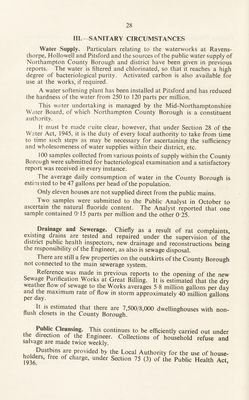 28
III.—SANITARY CIRCUMSTANCES
Water Supply. Particulars relating to the waterworks at Ravens-
thorpe, Hollowell and Pitsford and the sources of the public water supply of
Northampton County Borough and district have been given in previous
reports. The water is filtered and chlorinated, so that it reaches a high
degree of bacteriological purity. Activated carbon is also available for
use at the works, if required.
A water softening plant has been installed at Pitsford and has reduced
the hardness of the water from 250 to 120 parts per million.
This water undertaking is managed by the Mid-Northamptonshire
Water Board, of which Northampton County Borough is a constituent
authority.
It must be made quite clear, however, that under Section 28 of the
Water Act, 1945, it is the duty of every local authority to take from time
to time such steps as may be necessary for ascertaining the sufficiency
and wholesomeness of water supplies within their district, etc.
100 samples collected from various points of supply within the County
Borough were submitted for bacteriological examination and a satisfactory
report was received in every instance.
The average daily consumption of water in the County Borough is
estimated to be 47 gallons per head of the population.
Only eleven houses are not supplied direct from the public mains.
Two samples were submitted to the Public Analyst in October to
ascertain the natural fluoride content. The Analyst reported that one
sample contained 0·15 parts per million and the other 0·25.
Drainage and Sewerage. Chiefly as a result of rat complaints,
existing drains are tested and repaired under the supervision of the
district public health inspectors, new drainage and reconstructions being
the responsibility of the Engineer, as also is sewage disposal.
There are still a few properties on the outskirts of the County Borough
not connected to the main sewerage system.
Reference was made in previous reports to the opening of the new
Sewage Purification Works at Great Billing. It is estimated that the dry
weather flow of sewage to the Works averages 5·8 million gallons per day
and the maximum rate of flow in storm approximately 40 million gallons
per day.
It is estimated that there are 7,500/8,000 dwellinghouses with non-
flush closets in the County Borough.
Public Cleansing. This continues to be efficiently carried out under
the direction of the Engineer. Collections of household refuse and
salvage are made twice weekly.
Dustbins are provided by the Local Authority for the use of house-
holders, free of charge, under Section 75 (3) of the Public Health Act,
1936.